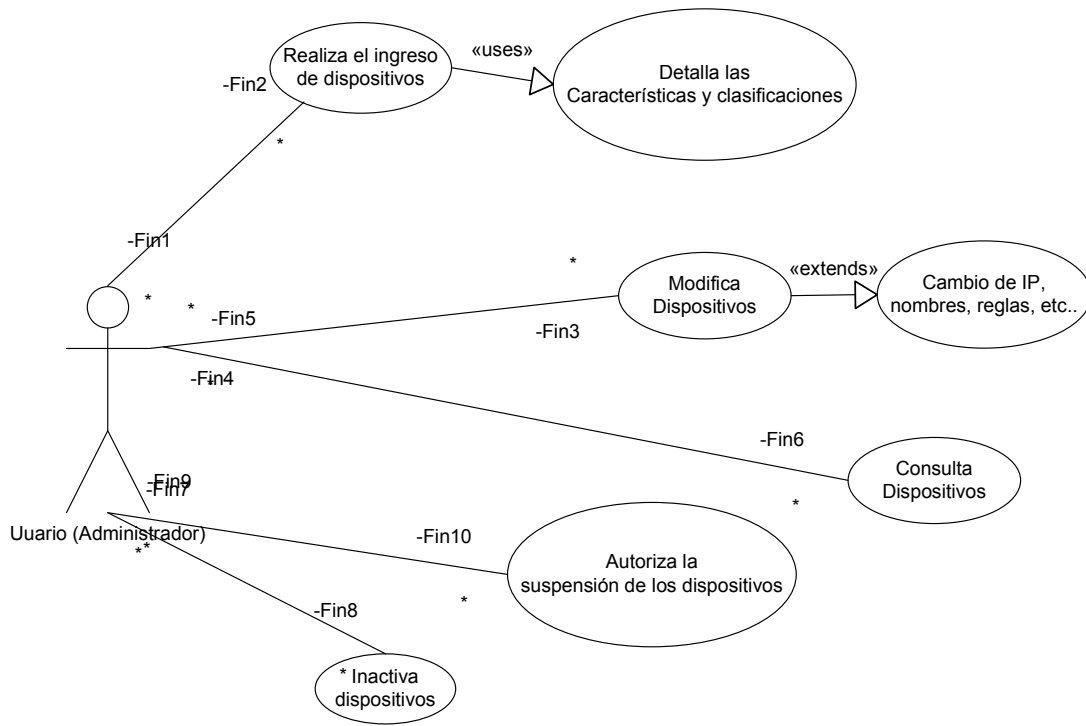 Realiza el ingreso
de dispositivos
«uses»
Detalla las
Características y clasificaciones
-Fin2
*
-Fin1
*
*
-Fin5
*
Modifica
Dispositivos
«extends»
Cambio de IP,
nombres, reglas, etc..
-Fin3
-Fin4
*
-Fin6
Consulta
Dispositivos
*
-Fin9
-Fin7
Uuario (Administrador)
*
*
-Fin10
Autoriza la
suspensión de los dispositivos
*
-Fin8
* Inactiva
dispositivos